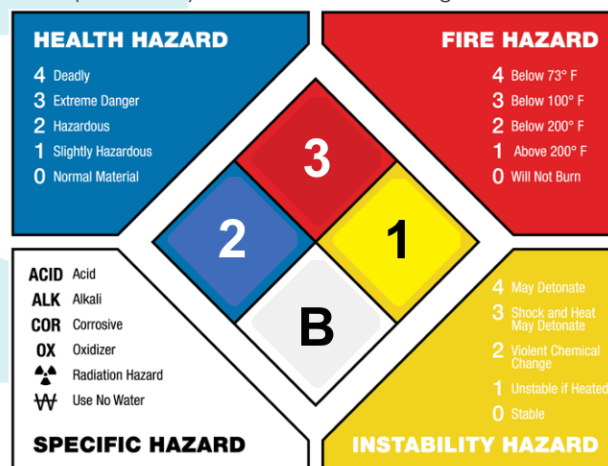 HEALTH HAZARD
4 Deadly
3 Extreme Danger
2 Hazardous
1 Slightly Hazardous
0 Normal Material
FIRE HAZARD
4 Below 73° F
3 Below 100° F
2 Below 200° F
1 Above 200° F
0 Will Not Burn
3
2
1
B
ACID Acid
ALK Alkali
COR Corrosive
OX Oxidizer
Radiation Hazard
W Use No Water
SPECIFIC HAZARD
4 May Detonate
3 Shock and Heat
May Detonate
2 Violent Chemical
Change
1 Unstable if Heated
0 Stable
INSTABILITY HAZARD